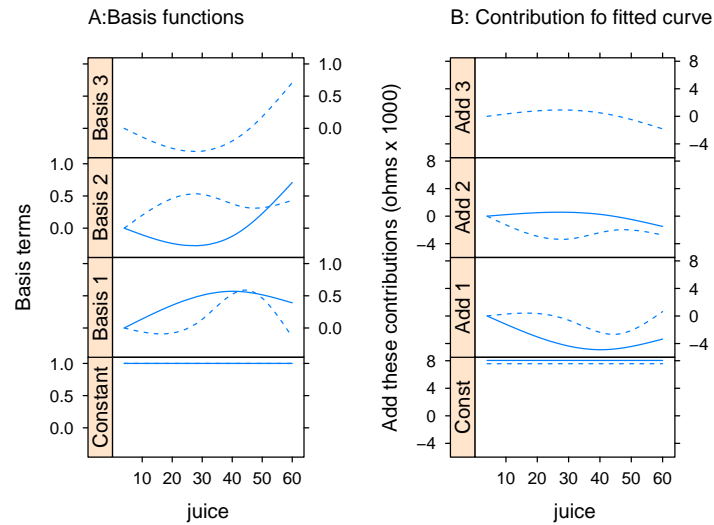 A:Basis functions
Basis terms
Basis 3
0.0
0.5
1.0
Basis 2
0.0
0.5
1.0
Basis 1
0.0
0.5
1.0
Constant
0.0
0.5
1.0
10 20 30 40 50 60
juice
B: Contribution fo fitted curve
Add these contributions (ohms x 1000)
Add 3
−4
0
4
8
Add 2
−4
0
4
8
Add 1
−4
0
4
8
Const
−4
0
4
8
10 20 30 40 50 60
juice